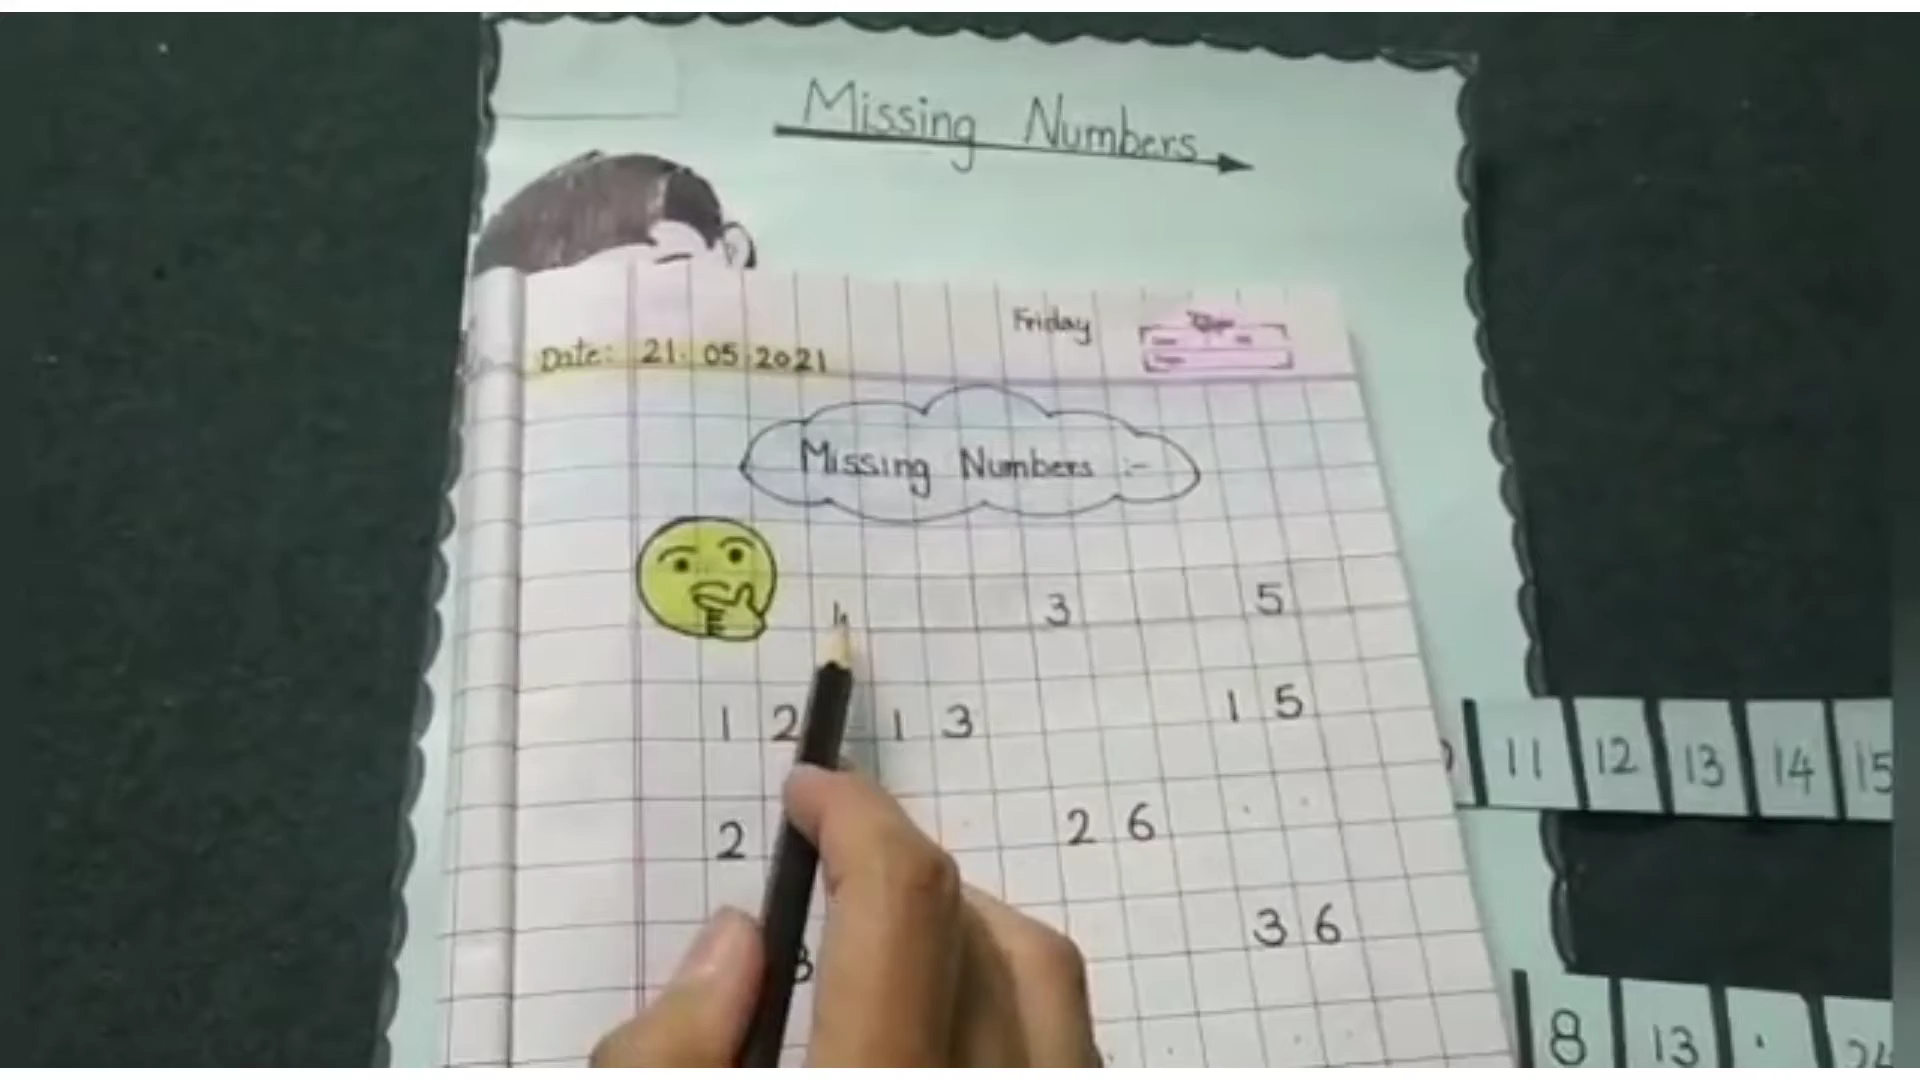 Missing Numbers
Friday
Date: 21.05.2021
Missing Numbers :-
1 3 5
12 13 15
11 12 13 14 15
2 26
36
8 13